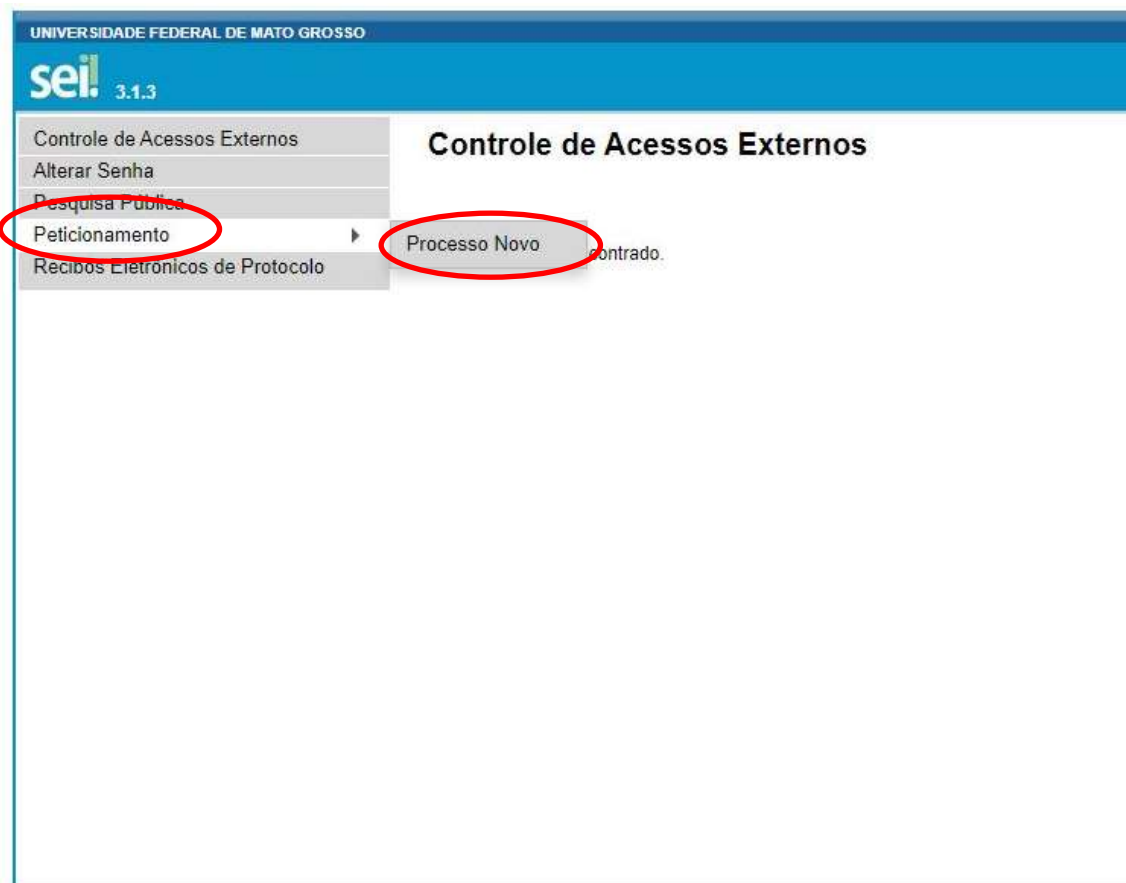 UNIVERSIDADE FEDERAL DE MATO GROSSO
sei! 3.1.3
Controle de Acessos Externos
Alterar Senha
Pesquisa Pública
Peticionamento
Recibos Eletrônicos de Protocolo
Controle de Acessos Externos
Processo Novo
contrado.